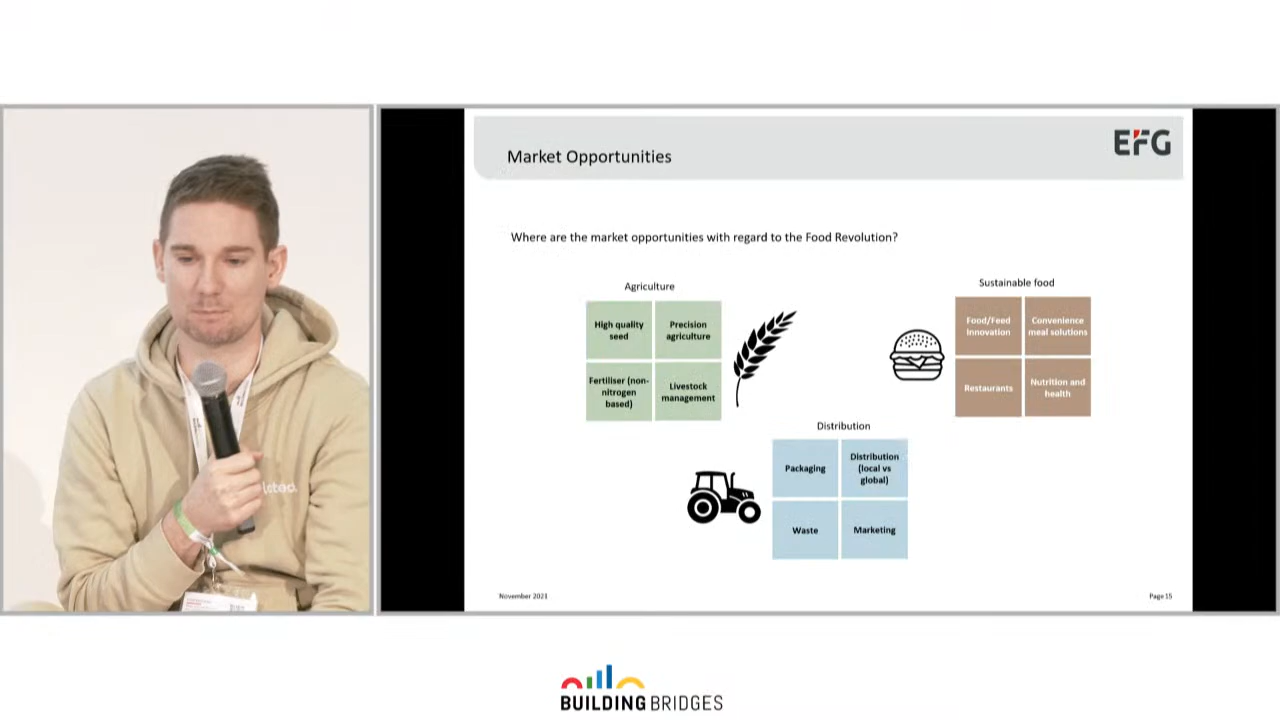 Market Opportunities
EFG
Where are the market opportunities with regard to the Food Revolution?
Agriculture
High quality
seed
Precision
agriculture
Fertiliser (non-
nitrogen
based)
Livestock
management
Sustainable food
Food/Feed
Innovation
Convenience
meal solutions
Restaurants
Nutrition and
health
Distribution
Packaging
Distribution
(local vs
global)
Waste
Marketing
November 2021
Page 15
BUILDING BRIDGES